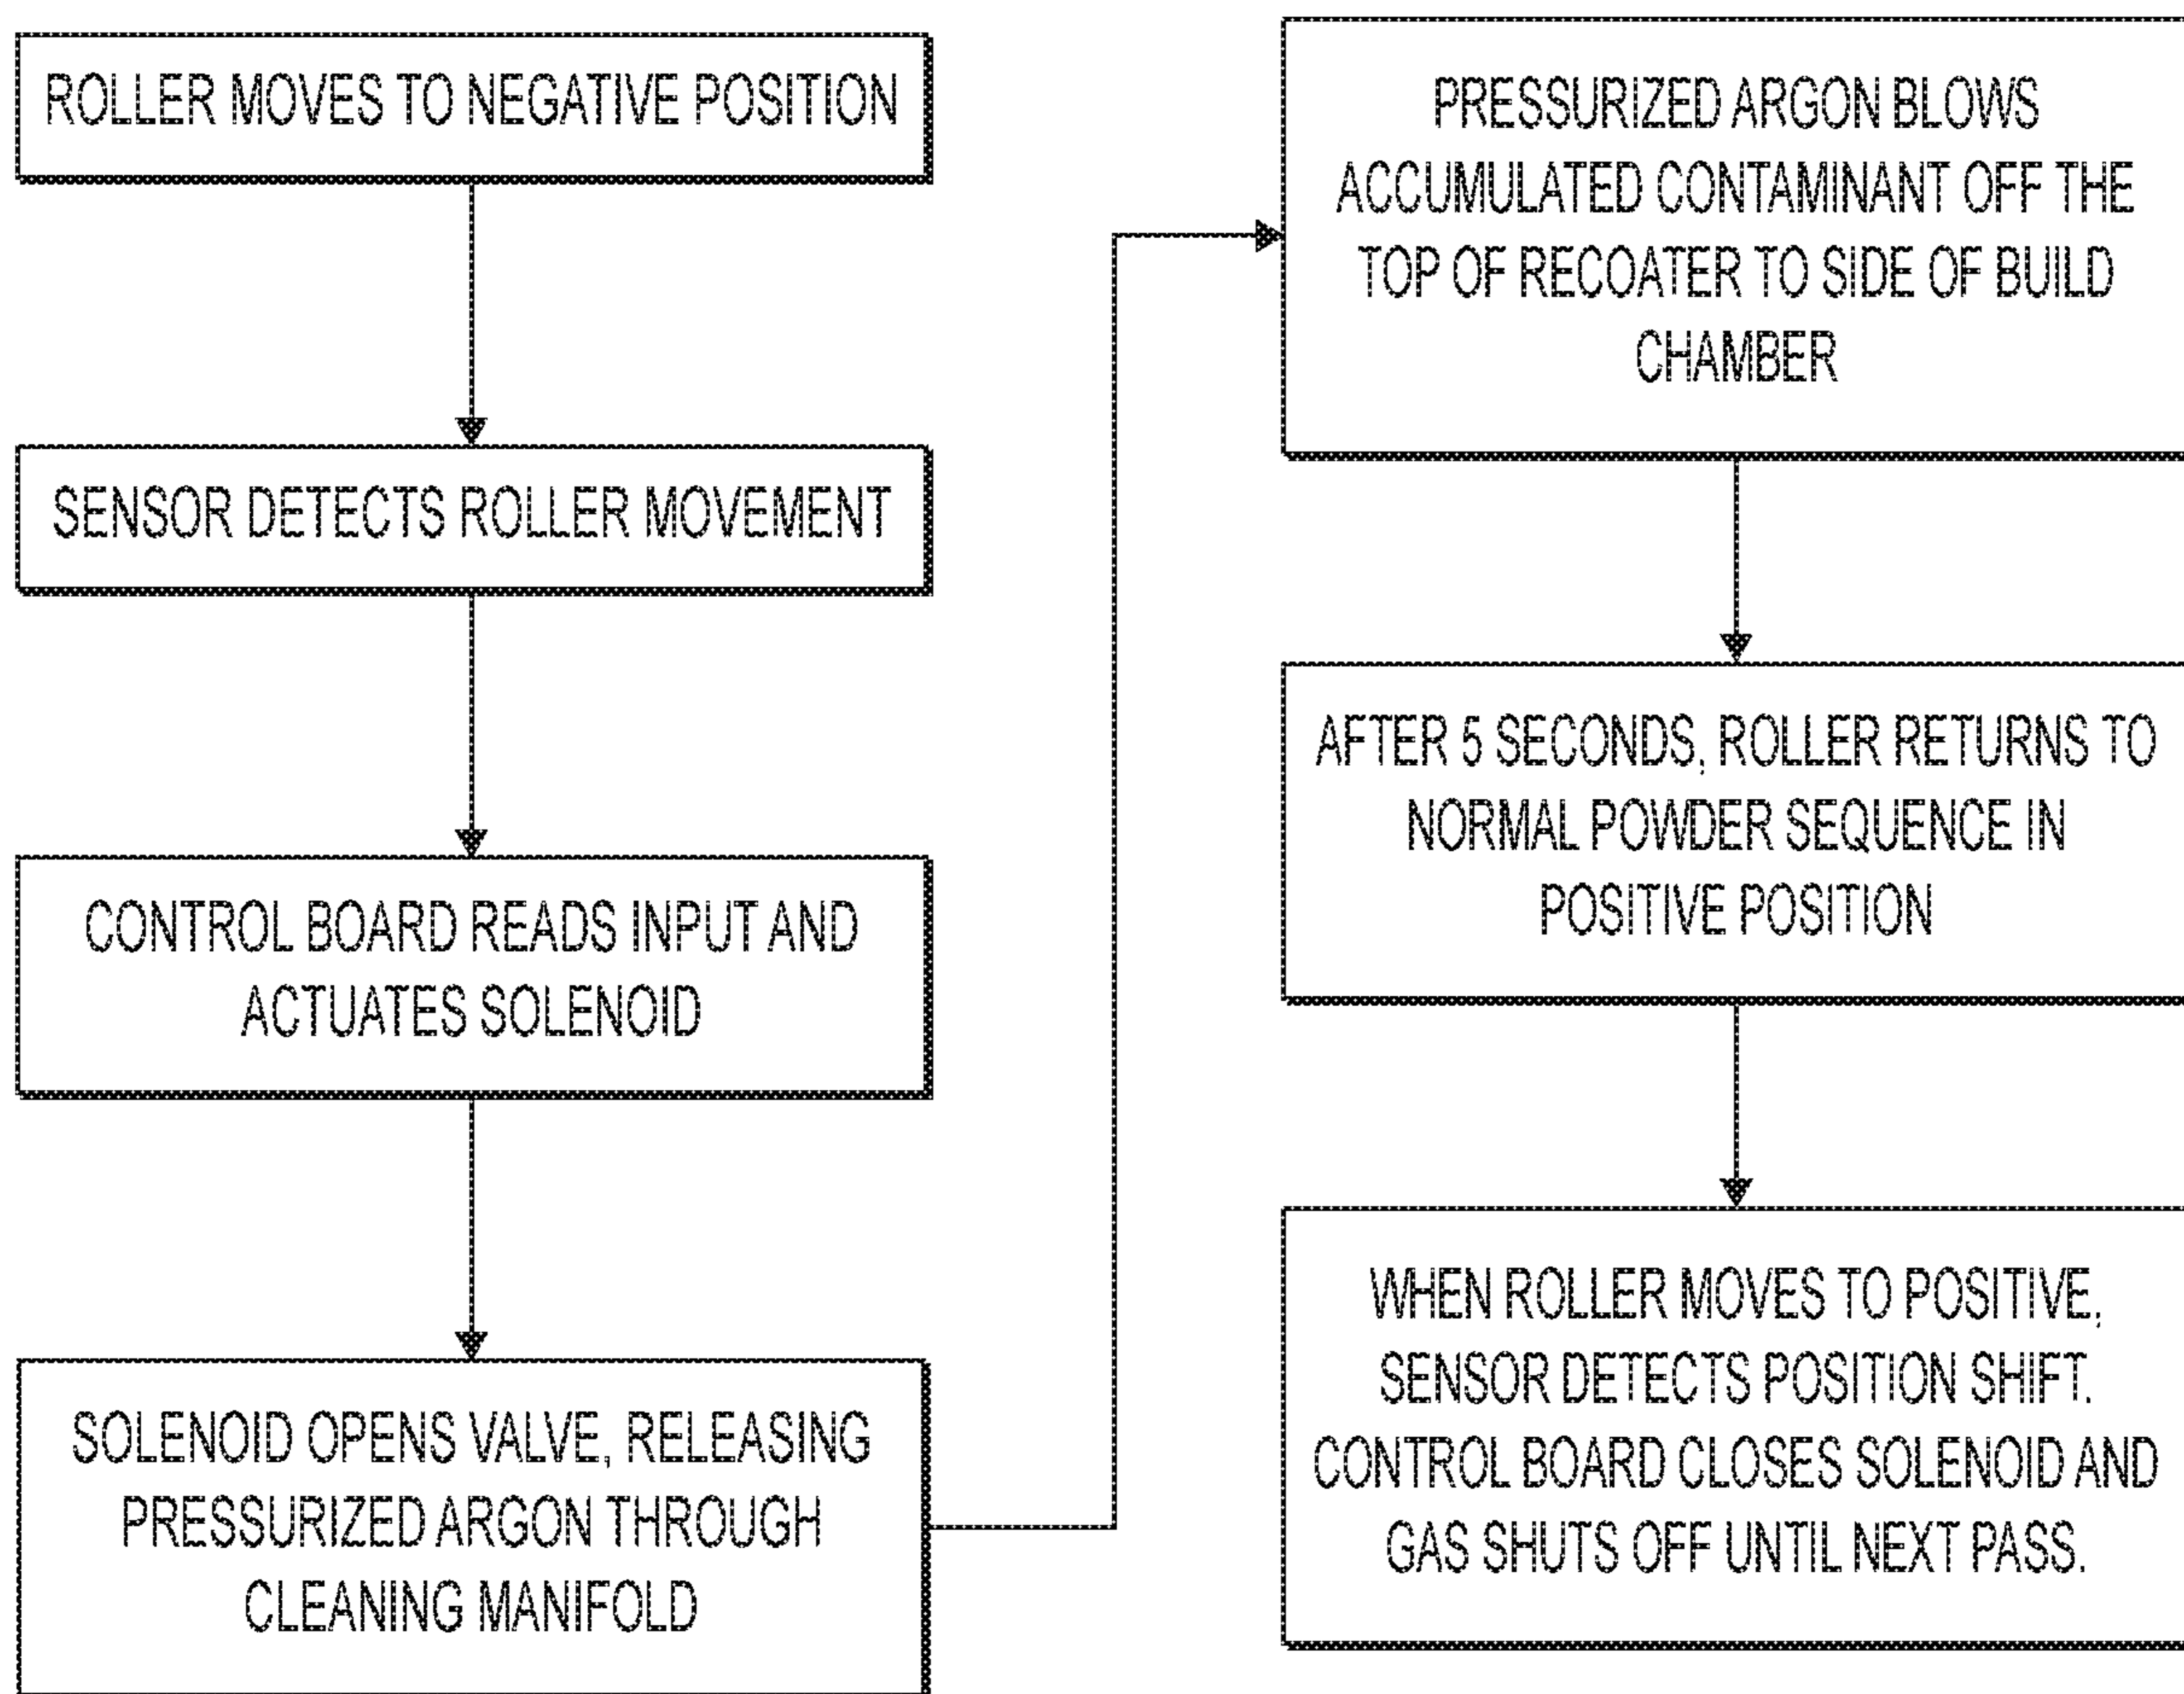 ROLLER MOVES TO NEGATIVE POSITION
SENSOR DETECTS ROLLER MOVEMENT
CONTROL BOARD READS INPUT AND
ACTUATES SOLENOID
SOLENOID OPENS VALVE, RELEASING
PRESSURIZED ARGON THROUGH
CLEANING MANIFOLD
PRESSURIZED ARGON BLOWS
ACCUMULATED CONTAMINANT OFF THE
TOP OF RECOATER TO SIDE OF BUILD
CHAMBER
AFTER 5 SECONDS, ROLLER RETURNS TO
NORMAL POWDER SEQUENCE IN
POSITIVE POSITION
WHEN ROLLER MOVES TO POSITIVE,
SENSOR DETECTS POSITION SHIFT.
CONTROL BOARD CLOSES SOLENOID AND
GAS SHUTS OFF UNTIL NEXT PASS.